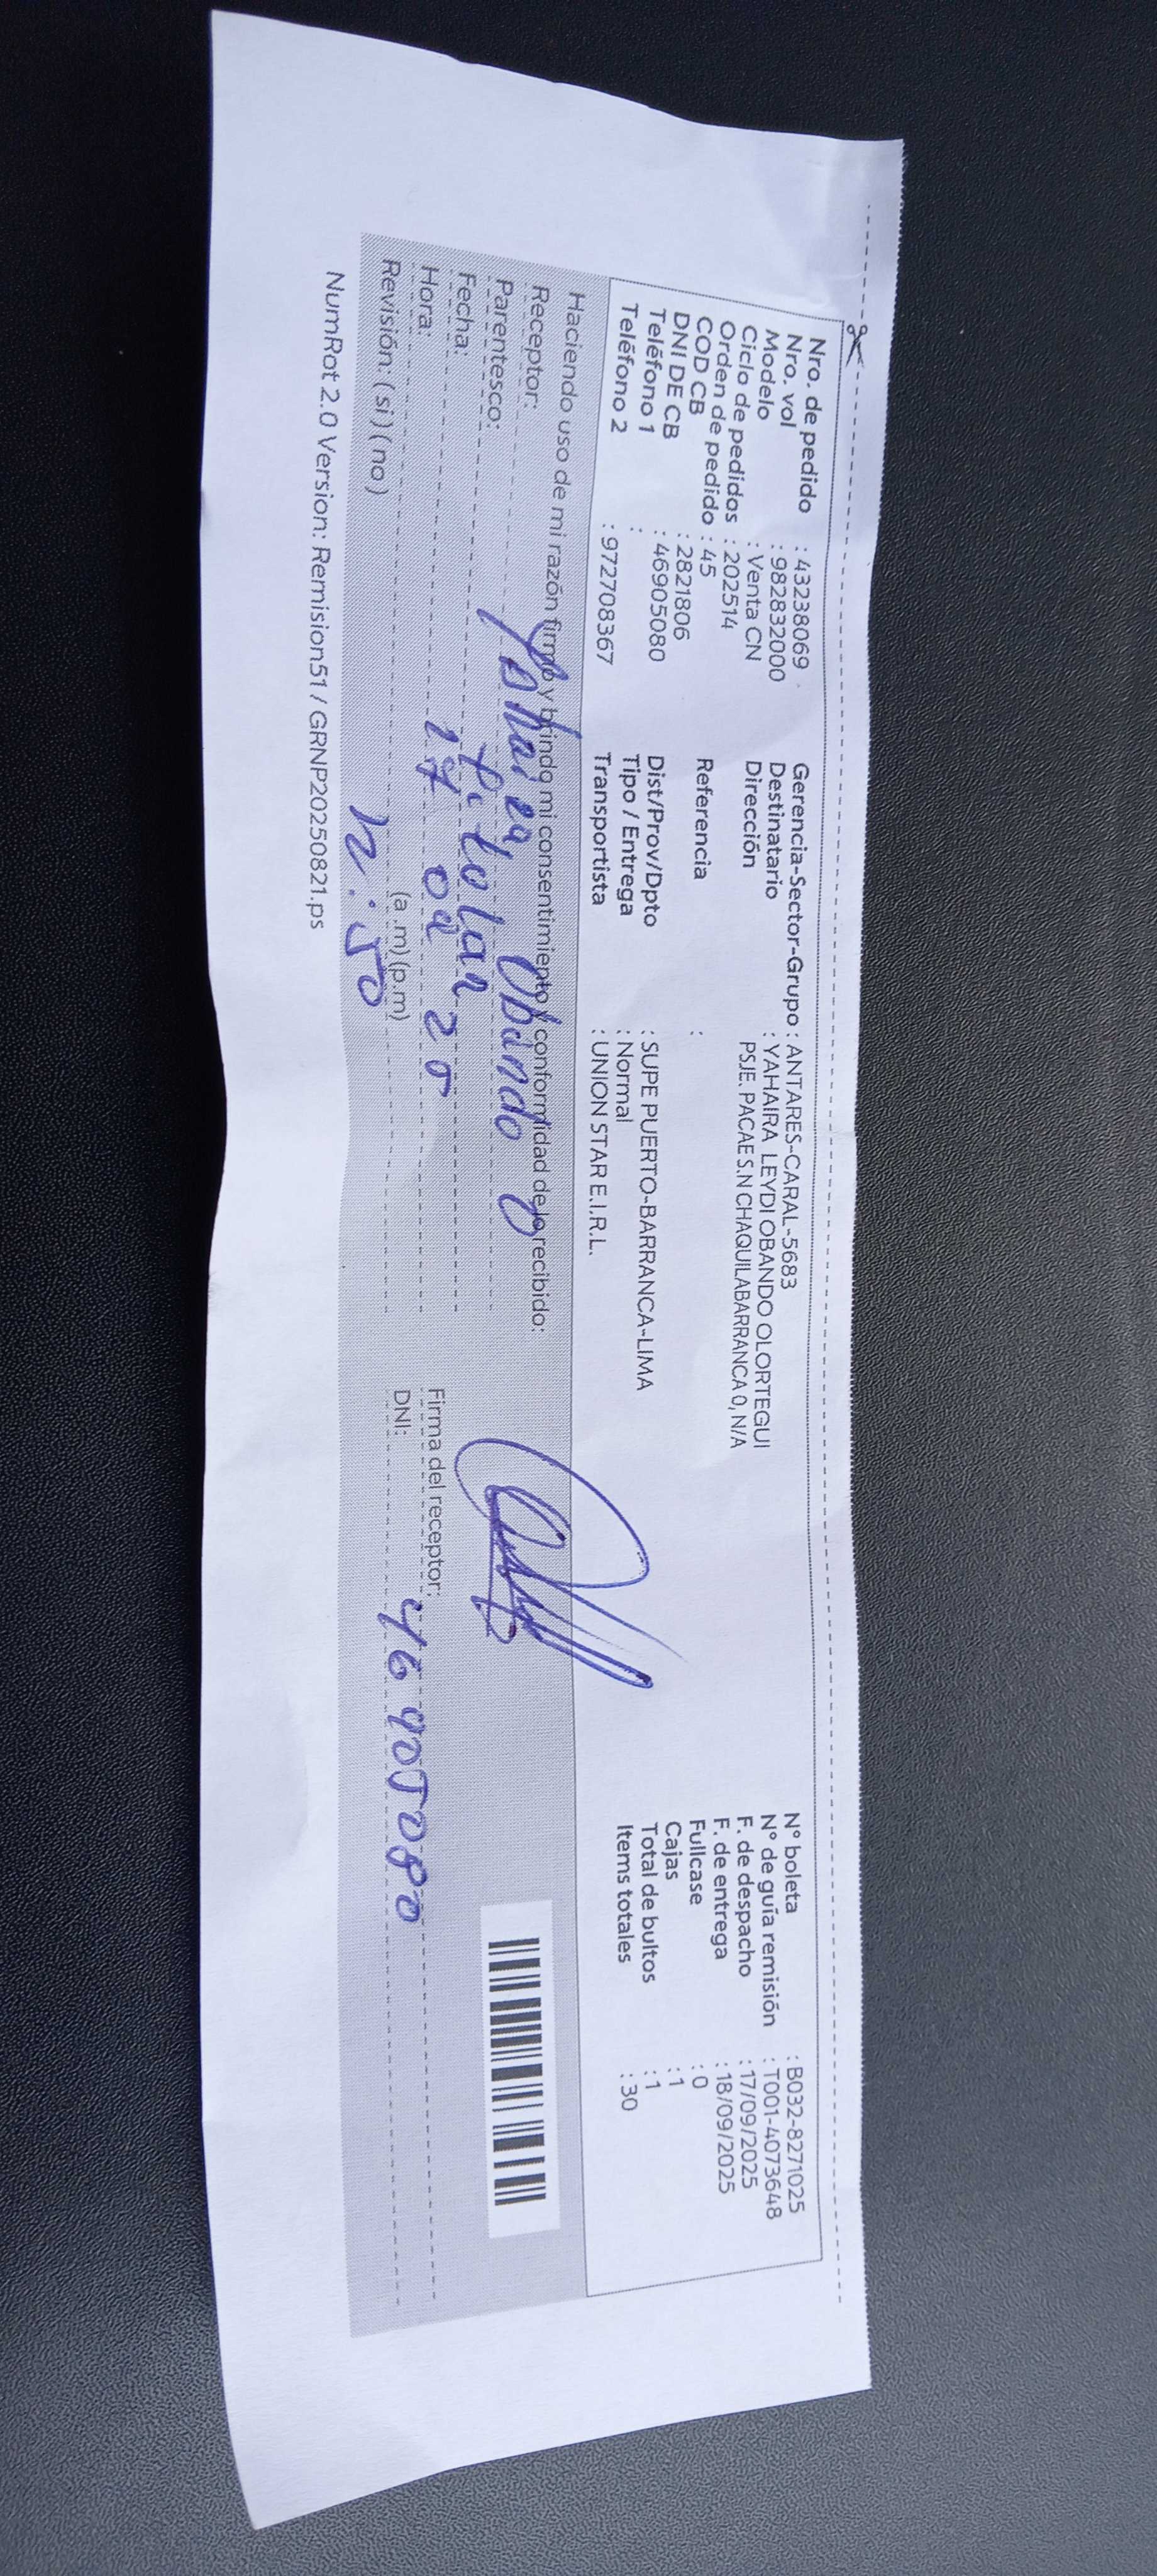 Nro. de pedido : 43238069
Nro. vol : 982832000
Modelo : Venta CN
Ciclo de pedidos : 202514
Orden de pedido : 45
COD CB : 2821806
DNI DE CB : 46905080
Teléfono 1 :
Teléfono 2 : 972708367
Gerencia-Sector-Grupo : ANTARES-CARAL-5683
Destinatario : YAHAIRA LEYDI OBANDO OLORTEGUI
Dirección PSJE. PACAE S.N CHAQUILABARRANCA 0, N/A
Referencia :
Dist/Prov/Dpto : SUPE PUERTO-BARRANCA-LIMA
Tipo / Entrega : Normal
Transportista : UNION STAR E.I.R.L.
N° boleta : B032-8271025
N° de guía remisión : T001-4073648
F. de despacho : 17/09/2025
F. de entrega : 18/09/2025
Fullcase : 0
Cajas : 1
Total de bultos : 1
Items totales : 30
Haciendo uso de mi razón firmo y brindo mi consentimiento y conformidad de lo recibido:
Receptor: Obando O
Parentesco: titular
Fecha: 17 09 25
Hora: (a.m) (p.m) 12:50
Revisión: (si) (no)
Firma del receptor:
DNI: 46905080
NumRot 2.0 Version: Remision51 / GRNP20250821.ps